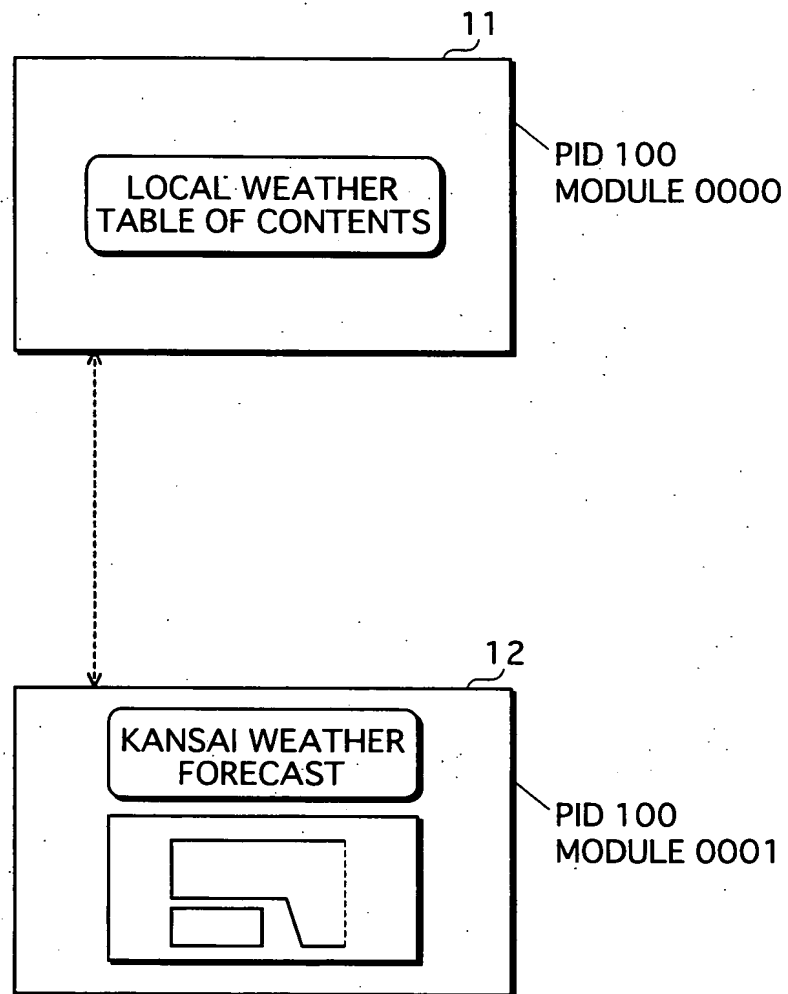 11
LOCAL WEATHER
TABLE OF CONTENTS
PID 100
MODULE 0000
12
KANSAI WEATHER
FORECAST
PID 100
MODULE 0001